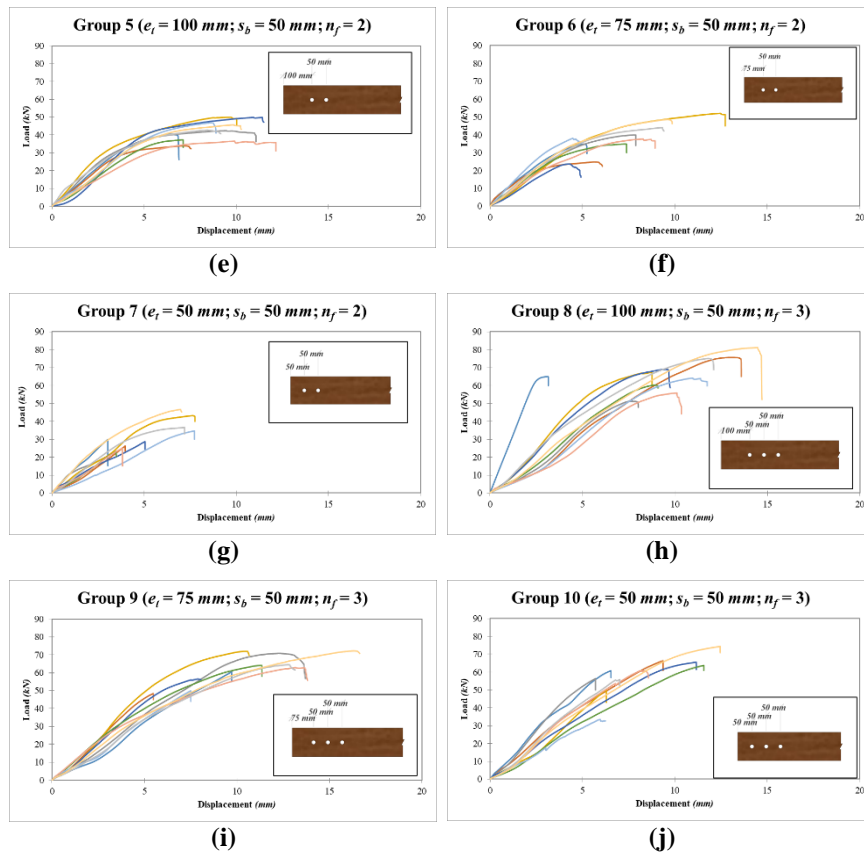 Group 5 (e_t = 100 mm; s_b = 50 mm; n_f = 2)
Load (kN)
90
80
70
60
50
40
30
20
10
0
0 5 10 15 20
Displacement (mm)
50 mm
100 mm
(e)
Group 6 (e_t = 75 mm; s_b = 50 mm; n_f = 2)
Load (kN)
90
80
70
60
50
40
30
20
10
0
0 5 10 15 20
Displacement (mm)
50 mm
75 mm
(f)
Group 7 (e_t = 50 mm; s_b = 50 mm; n_f = 2)
Load (kN)
90
80
70
60
50
40
30
20
10
0
0 5 10 15 20
Displacement (mm)
50 mm
50 mm
(g)
Group 8 (e_t = 100 mm; s_b = 50 mm; n_f = 3)
Load (kN)
90
80
70
60
50
40
30
20
10
0
0 5 10 15 20
Displacement (mm)
50 mm
50 mm
100 mm
(h)
Group 9 (e_t = 75 mm; s_b = 50 mm; n_f = 3)
Load (kN)
90
80
70
60
50
40
30
20
10
0
0 5 10 15 20
Displacement (mm)
50 mm
50 mm
75 mm
(i)
Group 10 (e_t = 50 mm; s_b = 50 mm; n_f = 3)
Load (kN)
90
80
70
60
50
40
30
20
10
0
0 5 10 15 20
Displacement (mm)
50 mm
50 mm
50 mm
(j)